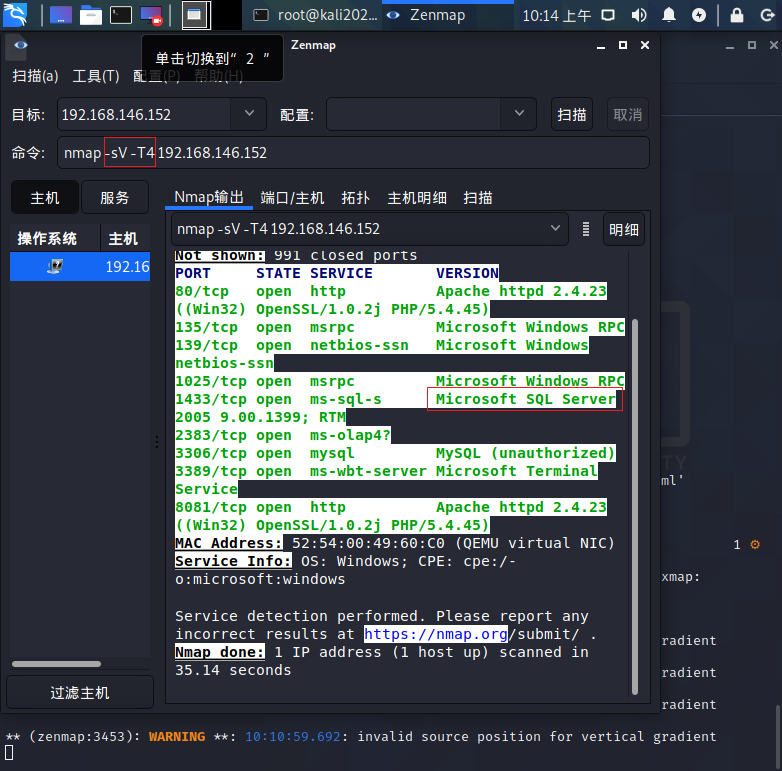 root@kali202...
Zenmap
10:14 上午
Zenmap
单击切换到“ 2 ”
扫描(a) 工具(T) 配置(P) 帮助(H)
目标: 192.168.146.152 配置: 扫描 取消
命令: nmap -sV -T4 192.168.146.152
主机 服务 Nmap输出 端口/主机 拓扑 主机明细 扫描
操作系统 主机 nmap -sV -T4 192.168.146.152 明细
192.16
Not shown: 991 closed ports
PORT STATE SERVICE VERSION
80/tcp open http Apache httpd 2.4.23
((Win32) OpenSSL/1.0.2j PHP/5.4.45)
135/tcp open msrpc Microsoft Windows RPC
139/tcp open netbios-ssn Microsoft Windows
netbios-ssn
1025/tcp open msrpc Microsoft Windows RPC
1433/tcp open ms-sql-s Microsoft SQL Server
2005 9.00.1399; RTM
2383/tcp open ms-olap4?
3306/tcp open mysql MySQL (unauthorized)
3389/tcp open ms-wbt-server Microsoft Terminal
Service
8081/tcp open http Apache httpd 2.4.23
((Win32) OpenSSL/1.0.2j PHP/5.4.45)
MAC Address: 52:54:00:49:60:C0 (QEMU virtual NIC)
Service Info: OS: Windows; CPE: cpe:/-
o:microsoft:windows
Service detection performed. Please report any
incorrect results at https://nmap.org/submit/ .
Nmap done: 1 IP address (1 host up) scanned in
35.14 seconds
过滤主机
TY
ml'
1
xmap:
radient
radient
radient
** (zenmap:3453): WARNING **: 10:10:59.692: invalid source position for vertical gradient